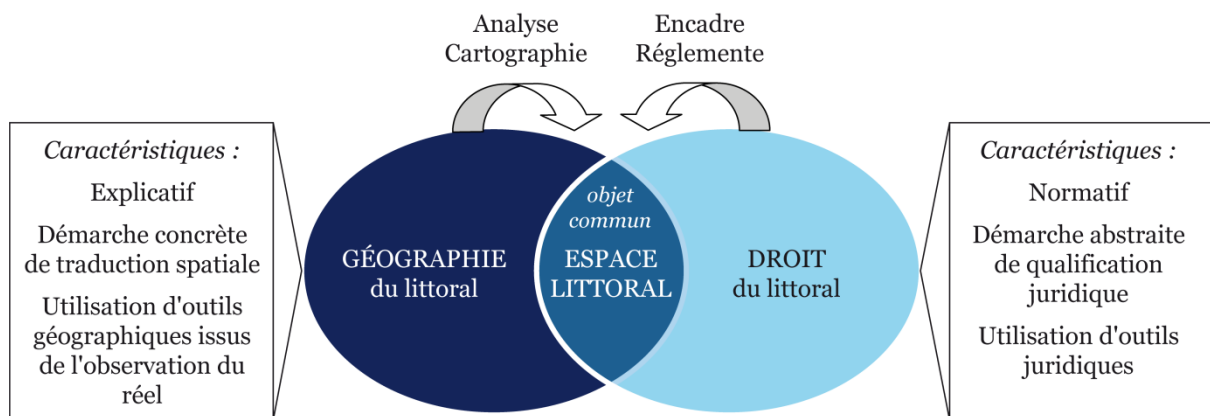 Analyse
Cartographie
Encadre
Réglemente
Caractéristiques :
Explicatif
Démarche concrète
de traduction spatiale
Utilisation d'outils
géographiques issus
de l'observation du
réel
GÉOGRAPHIE
du littoral
objet
commun
ESPACE
LITTORAL
DROIT
du littoral
Caractéristiques :
Normatif
Démarche abstraite
de qualification
juridique
Utilisation d'outils
juridiques